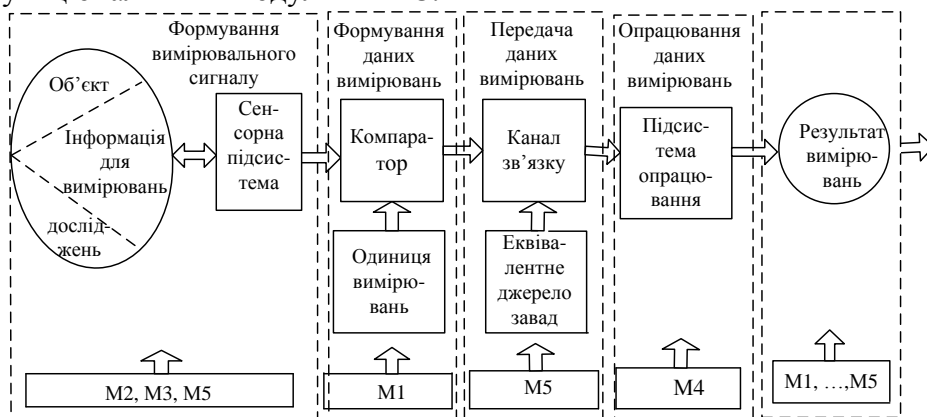 Формування
вимірювального
сигналу
Об’єкт
Інформація
для
вимірювань
дослід-
жень
Сен-
сорна
підсис-
тема
М2, М3, М5
Формування
даних
вимірювань
Компара-
тор
Одиниця
вимірю-
вань
М1
Передача
даних
вимірювань
Канал
зв’язку
Еквіва-
лентне
джерело
завад
М5
Опрацювання
даних
вимірювань
Підсис-
тема
опрацю-
вання
М4
Результат
вимірю-
вань
М1, …,М5